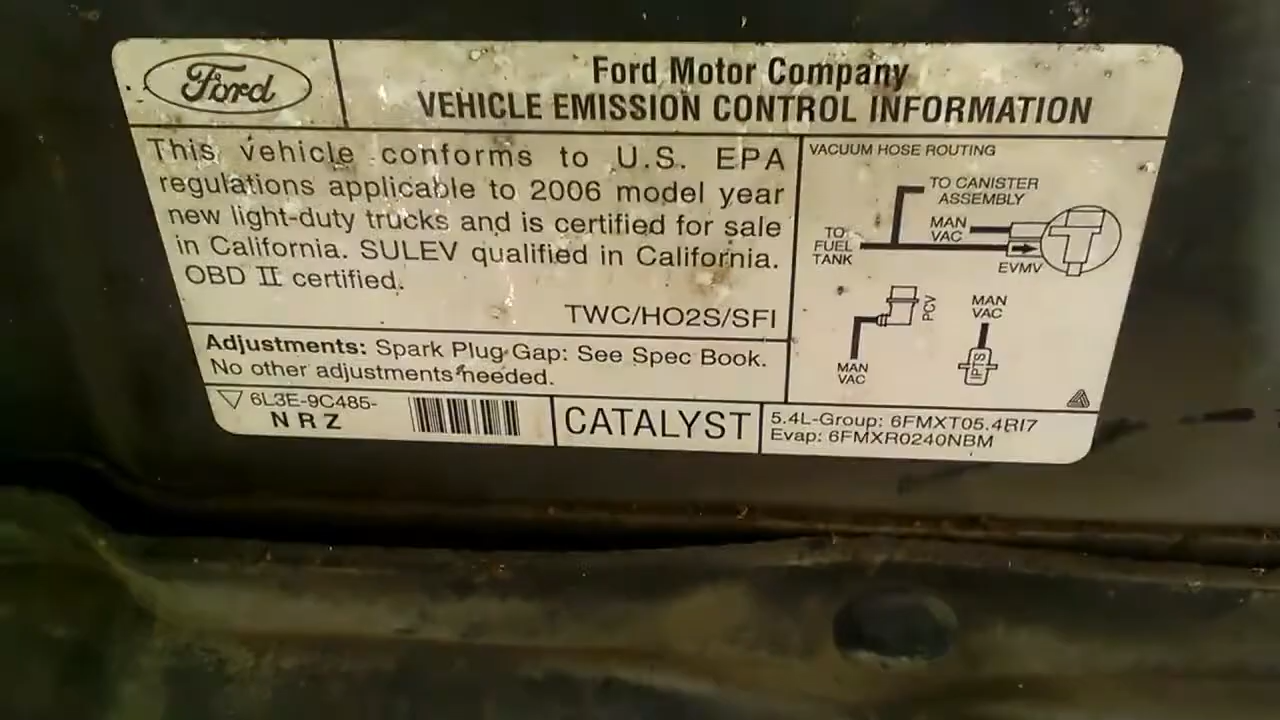 Ford
Ford Motor Company
VEHICLE EMISSION CONTROL INFORMATION
This vehicle conforms to U.S. EPA
regulations applicable to 2006 model year
new light-duty trucks and is certified for sale
in California. SULEV qualified in California.
OBD II certified.
TWC/HO2S/SFI
Adjustments: Spark Plug Gap: See Spec Book.
No other adjustments needed.
6L3E-9C485-
NRZ
CATALYST
VACUUM HOSE ROUTING
TO CANISTER
ASSEMBLY
MAN
VAC
TO
FUEL
TANK
EVMV
PCV
MAN
VAC
MAN
VAC
IPTS
5.4L-Group: 6FMXT05.4RI7
Evap: 6FMXR0240NBM